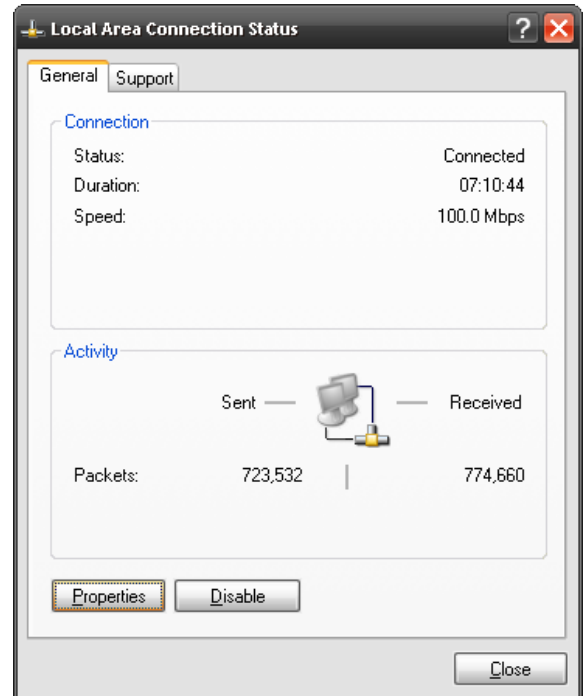 Local Area Connection Status
?
General Support
Connection
Status: Connected
Duration: 07:10:44
Speed: 100.0 Mbps
Activity
Sent Received
Packets: 723,532 774,660
Properties Disable
Close